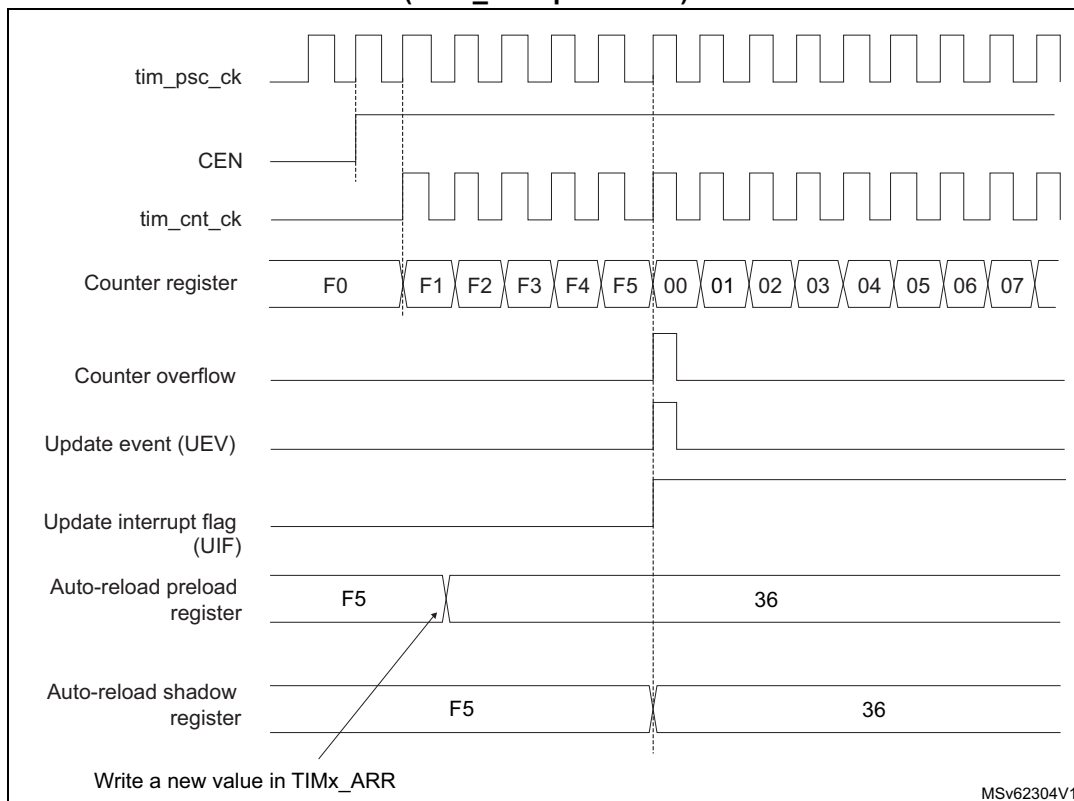 tim_psc_ck
CEN
tim_cnt_ck
Counter register F0 F1 F2 F3 F4 F5 00 01 02 03 04 05 06 07
Counter overflow
Update event (UEV)
Update interrupt flag
(UIF)
Auto-reload preload
register
F5 36
Auto-reload shadow
register
F5 36
Write a new value in TIMx_ARR
MSv62304V1